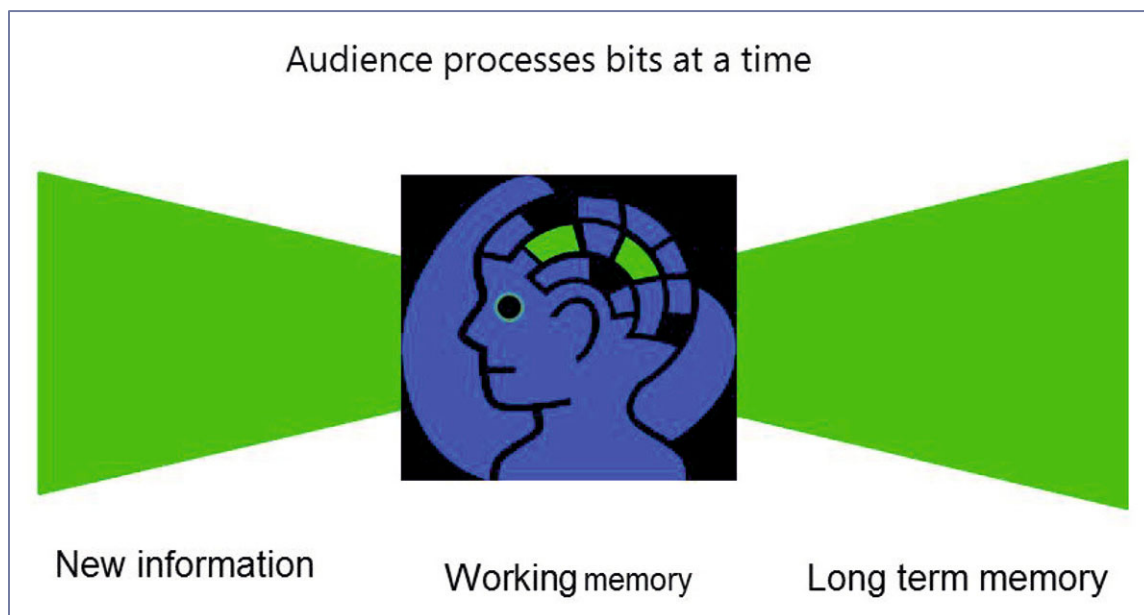 Audience processes bits at a time
New information
Working memory
Long term memory